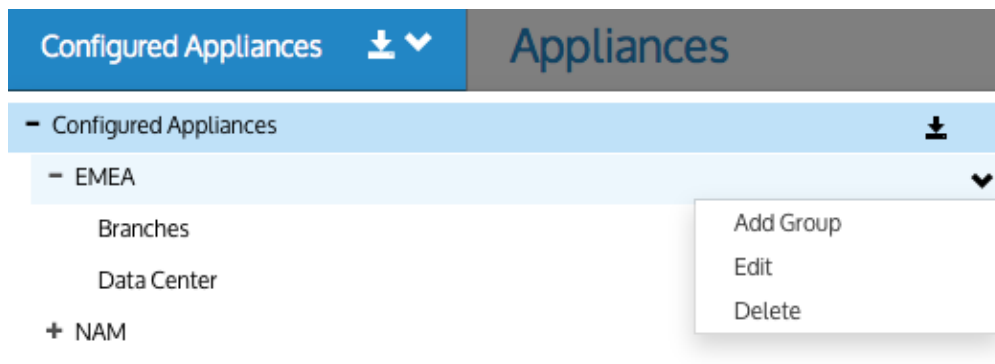 Configured Appliances
Appliances
Configured Appliances
EMEA
Add Group
Branches
Edit
Data Center
Delete
NAM